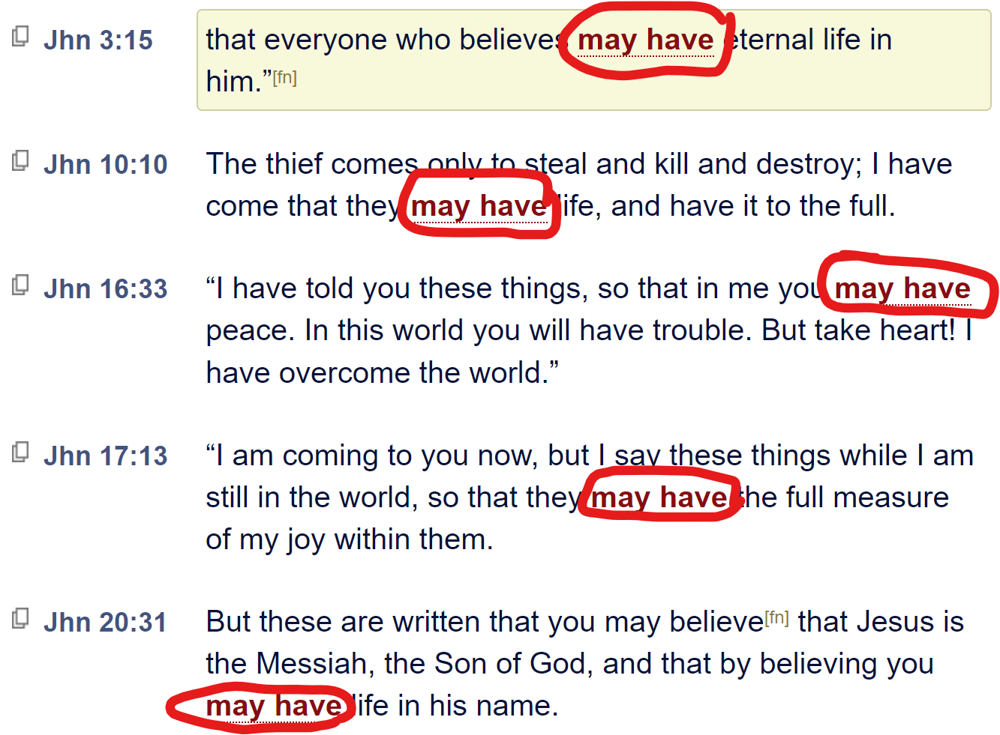 Jhn 3:15 that everyone who believes may have eternal life in
him.”[fn]
Jhn 10:10 The thief comes only to steal and kill and destroy; I have
come that they may have life, and have it to the full.
Jhn 16:33 “I have told you these things, so that in me you may have
peace. In this world you will have trouble. But take heart! I
have overcome the world.”
Jhn 17:13 “I am coming to you now, but I say these things while I am
still in the world, so that they may have the full measure
of my joy within them.
Jhn 20:31 But these are written that you may believe[fn] that Jesus is
the Messiah, the Son of God, and that by believing you
may have life in his name.